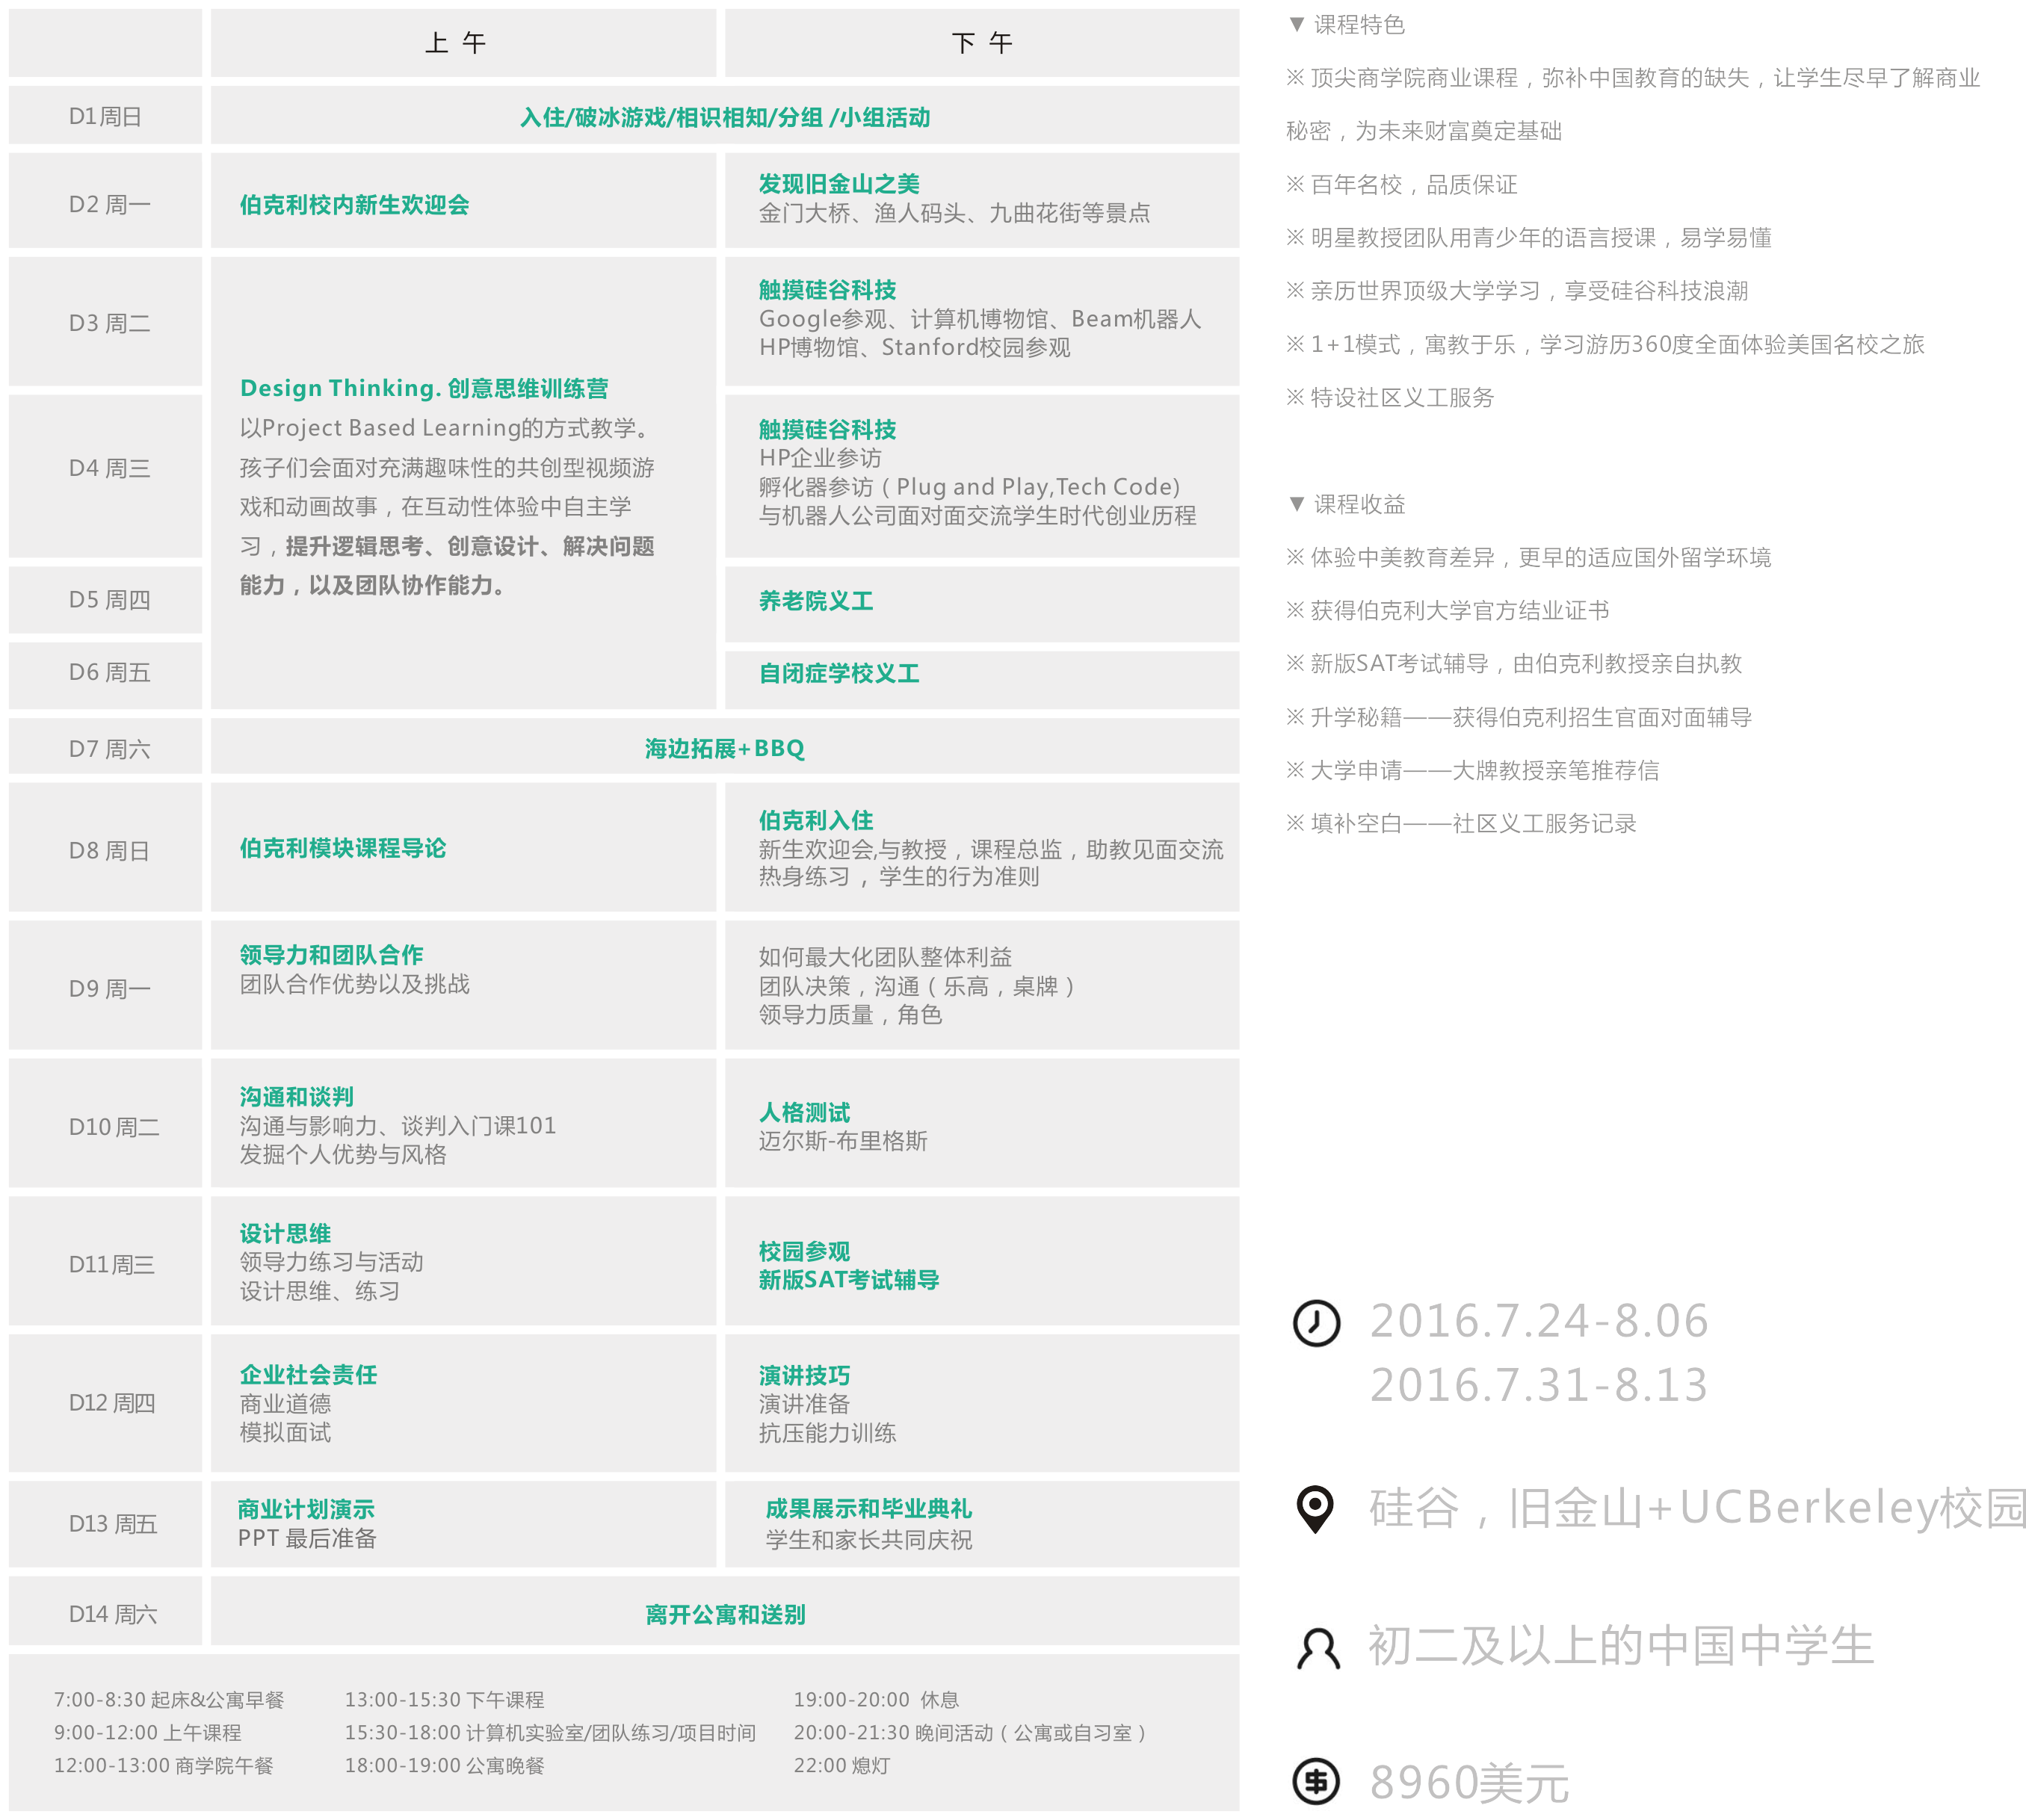 上 午
下 午
D1周日
入住/破冰游戏/相识相知/分组 /小组活动
D2 周一
伯克利校内新生欢迎会
发现旧金山之美
金门大桥、渔人码头、九曲花街等景点
D3 周二
Design Thinking. 创意思维训练营
以Project Based Learning的方式教学。
孩子们会面对充满趣味性的共创型视频游
戏和动画故事，在互动性体验中自主学
习，提升逻辑思考、创意设计、解决问题
能力，以及团队协作能力。
触摸硅谷科技
Google参观、计算机博物馆、Beam机器人
HP博物馆、Stanford校园参观
D4 周三
触摸硅谷科技
HP企业参访
孵化器参访（Plug and Play,Tech Code)
与机器人公司面对面交流学生时代创业历程
D5 周四
养老院义工
D6 周五
自闭症学校义工
D7 周六
海边拓展+BBQ
D8 周日
伯克利模块课程导论
伯克利入住
新生欢迎会,与教授，课程总监，助教见面交流
热身练习 ，学生的行为准则
D9 周一
领导力和团队合作
团队合作优势以及挑战
如何最大化团队整体利益
团队决策，沟通（乐高，桌牌）
领导力质量，角色
D10 周二
沟通和谈判
沟通与影响力、谈判入门课101
发掘个人优势与风格
人格测试
迈尔斯-布里格斯
D11周三
设计思维
领导力练习与活动
设计思维、练习
校园参观
新版SAT考试辅导
D12 周四
企业社会责任
商业道德
模拟面试
演讲技巧
演讲准备
抗压能力训练
D13 周五
商业计划演示
PPT 最后准备
成果展示和毕业典礼
学生和家长共同庆祝
D14 周六
离开公寓和送别
7:00-8:30 起床&公寓早餐
9:00-12:00 上午课程
12:00-13:00 商学院午餐
13:00-15:30 下午课程
15:30-18:00 计算机实验室/团队练习/项目时间
18:00-19:00 公寓晚餐
19:00-20:00 休息
20:00-21:30 晚间活动（公寓或自习室）
22:00 熄灯
▼ 课程特色
※ 顶尖商学院商业课程，弥补中国教育的缺失，让学生尽早了解商业
秘密，为未来财富奠定基础
※ 百年名校，品质保证
※ 明星教授团队用青少年的语言授课，易学易懂
※ 亲历世界顶级大学学习，享受硅谷科技浪潮
※ 1+1模式，寓教于乐，学习游历360度全面体验美国名校之旅
※ 特设社区义工服务
▼ 课程收益
※ 体验中美教育差异，更早的适应国外留学环境
※ 获得伯克利大学官方结业证书
※ 新版SAT考试辅导，由伯克利教授亲自执教
※ 升学秘籍——获得伯克利招生官面对面辅导
※ 大学申请——大牌教授亲笔推荐信
※ 填补空白——社区义工服务记录
2016.7.24-8.06
2016.7.31-8.13
硅谷，旧金山+UCBerkeley校园
初二及以上的中国中学生
8960美元